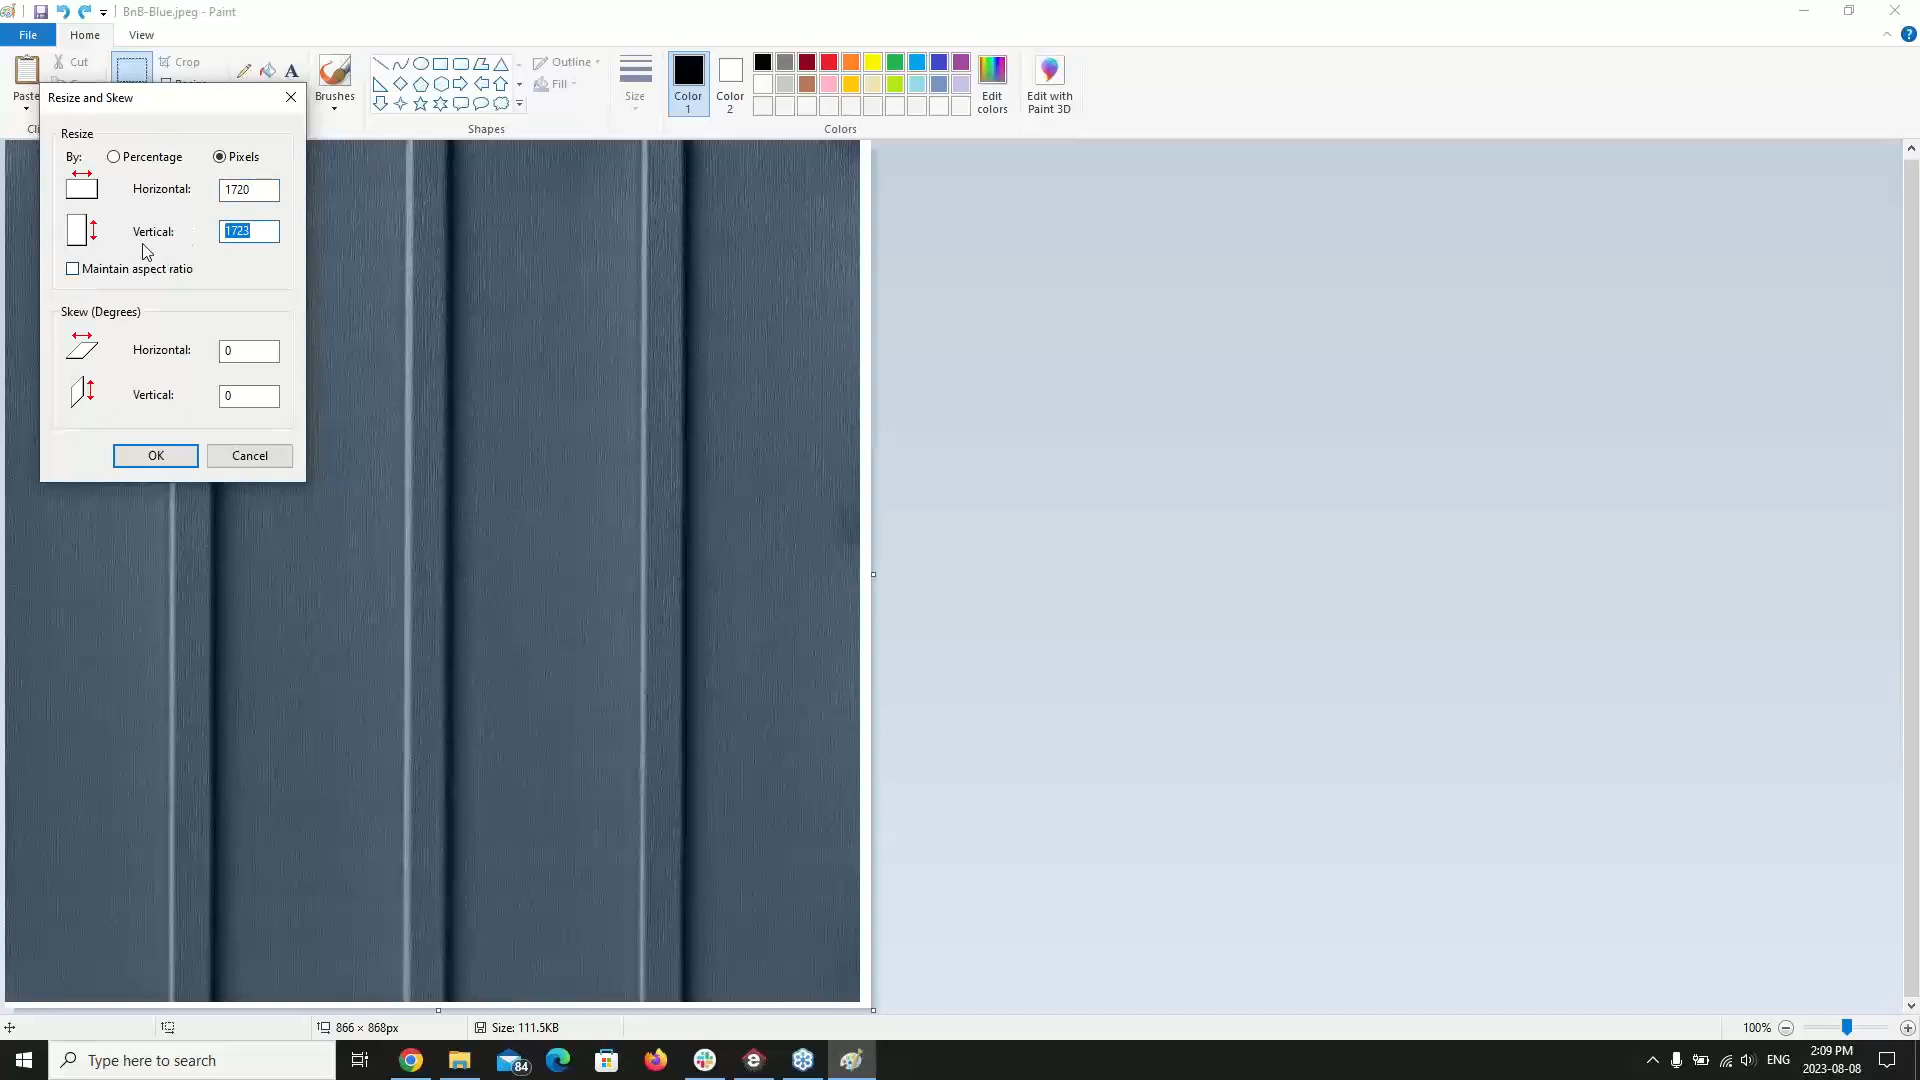 BnB-Blue.jpeg - Paint
File Home View
Paste
Cut
Crop
Brushes
Outline
Fill
Shapes
Size
Color 1
Color 2
Edit colors
Edit with Paint 3D
Colors
Resize and Skew
Resize
By: Percentage Pixels
Horizontal: 1720
Vertical: 1723
Maintain aspect ratio
Skew (Degrees)
Horizontal: 0
Vertical: 0
OK Cancel
866 × 868px
Size: 111.5KB
100%
Type here to search
84
ENG
2:09 PM
2023-08-08